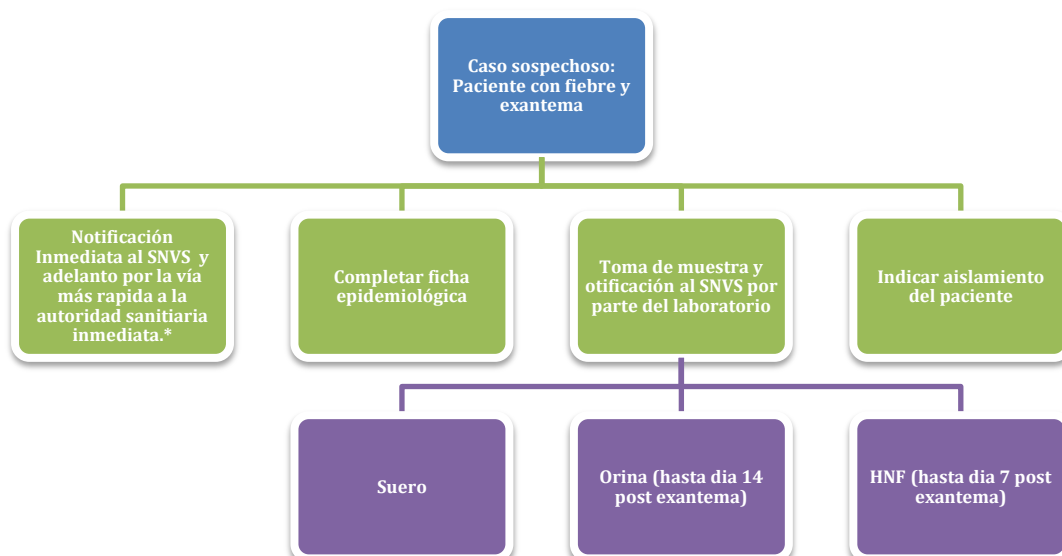 Caso sospechoso:
Paciente con fiebre y
exantema
Notificación
Inmediata al SNVS y
adelanto por la vía
más rapida a la
autoridad sanitiaria
inmediata.*
Completar ficha
epidemiológica
Toma de muestra y
otificación al SNVS por
parte del laboratorio
Indicar aislamiento
del paciente
Suero
Orina (hasta dia 14
post exantema)
HNF (hasta dia 7 post
exantema)